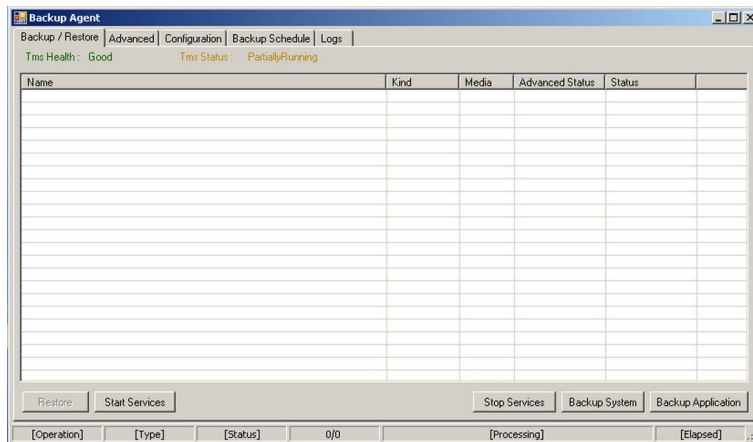 Backup Agent
Backup / Restore Advanced Configuration Backup Schedule Logs
Tms Health : Good Tms Status : PartiallyRunning
Name Kind Media Advanced Status Status
Restore Start Services Stop Services Backup System Backup Application
[Operation] [Type] [Status] 0/0 [Processing] [Elapsed]